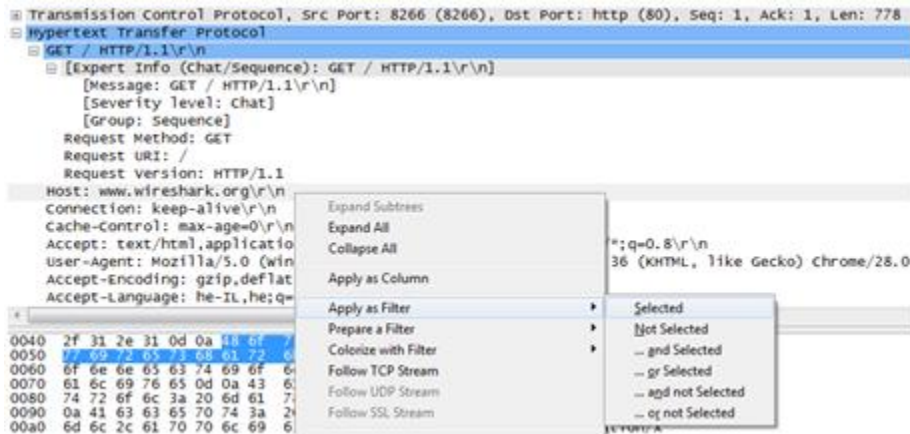 Transmission Control Protocol, Src Port: 8266 (8266), Dst Port: http (80), Seq: 1, Ack: 1, Len: 778
Hypertext Transfer Protocol
GET / HTTP/1.1\r\n
[Expert Info (Chat/Sequence): GET / HTTP/1.1\r\n]
[Message: GET / HTTP/1.1\r\n]
[Severity level: Chat]
[Group: Sequence]
Request Method: GET
Request URI: /
Request Version: HTTP/1.1
Host: www.wireshark.org\r\n
Connection: keep-alive\r\n
Cache-Control: max-age=0\r\n
Accept: text/html,applicatio
*;q=0.8\r\n
User-Agent: Mozilla/5.0 (Win
36 (KHTML, like Gecko) Chrome/28.0
Accept-Encoding: gzip,deflat
Accept-Language: he-IL,he;q=
Expand Subtrees
Expand All
Collapse All
Apply as Column
Apply as Filter
Prepare a Filter
Colorize with Filter
Follow TCP Stream
Follow UDP Stream
Follow SSL Stream
Selected
Not Selected
... and Selected
... or Selected
... and not Selected
... or not Selected
0040 2f 31 2e 31 0d 0a 48 6f
0050 77 69 72 65 73 68 61 72
0060 6f 6e 6e 65 63 74 69 6f
0070 61 6c 69 76 65 0d 0a 43
0080 74 72 6f 6c 3a 20 6d 61
0090 0a 41 63 63 65 70 74 3a
00a0 6d 6c 2c 61 70 70 6c 69